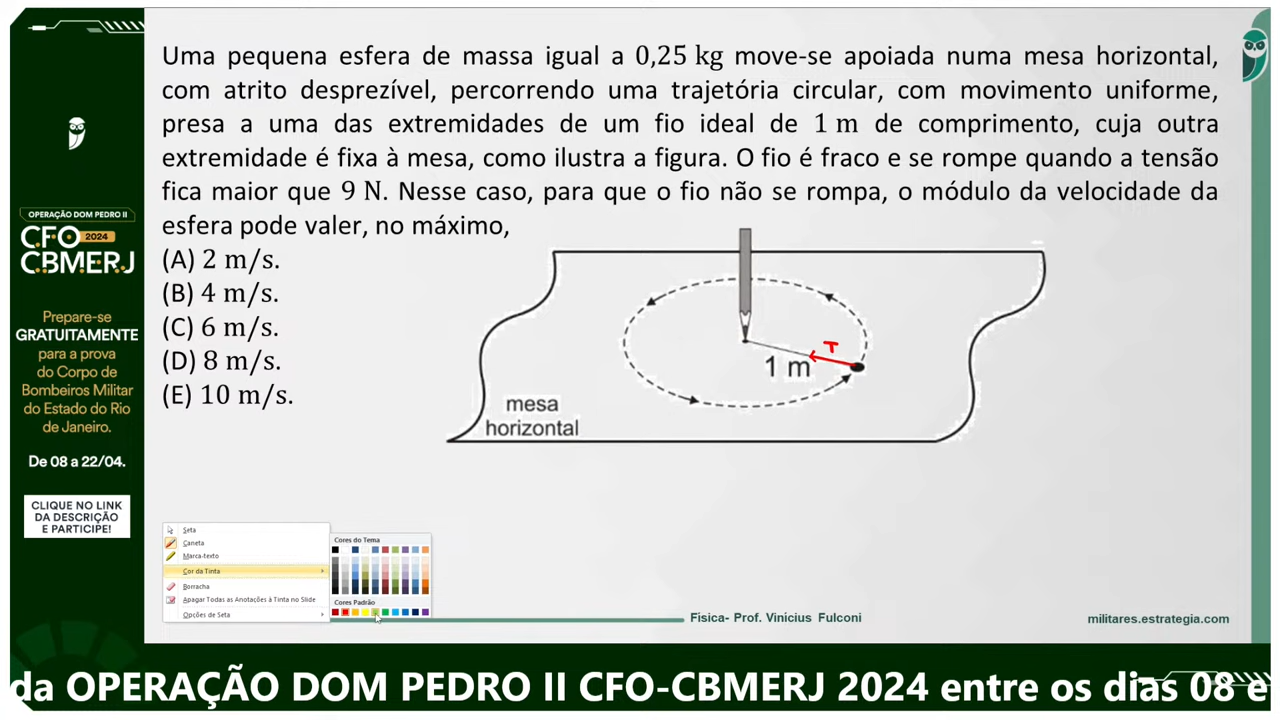 Uma pequena esfera de massa igual a 0,25 kg move-se apoiada numa mesa horizontal,
com atrito desprezível, percorrendo uma trajetória circular, com movimento uniforme,
presa a uma das extremidades de um fio ideal de 1 m de comprimento, cuja outra
extremidade é fixa à mesa, como ilustra a figura. O fio é fraco e se rompe quando a tensão
fica maior que 9 N. Nesse caso, para que o fio não se rompa, o módulo da velocidade da
esfera pode valer, no máximo,
(A) 2 m/s.
(B) 4 m/s.
(C) 6 m/s.
(D) 8 m/s.
(E) 10 m/s.
T
1 m
mesa
horizontal
OPERAÇÃO DOM PEDRO II
CFO 2024
CBMERJ
Prepare-se
GRATUITAMENTE
para a prova
do Corpo de
Bombeiros Militar
do Estado do Rio
de Janeiro.
De 08 a 22/04.
CLIQUE NO LINK
DA DESCRIÇÃO
E PARTICIPE!
Seta
Caneta
Marca-texto
Cor da Tinta
Borracha
Apagar Todas as Anotações à Tinta no Slide
Opções de Seta
Cores do Tema
Cores Padrão
Física- Prof. Vinicius Fulconi
militares.estrategia.com
da OPERAÇÃO DOM PEDRO II CFO-CBMERJ 2024 entre os dias 08 e